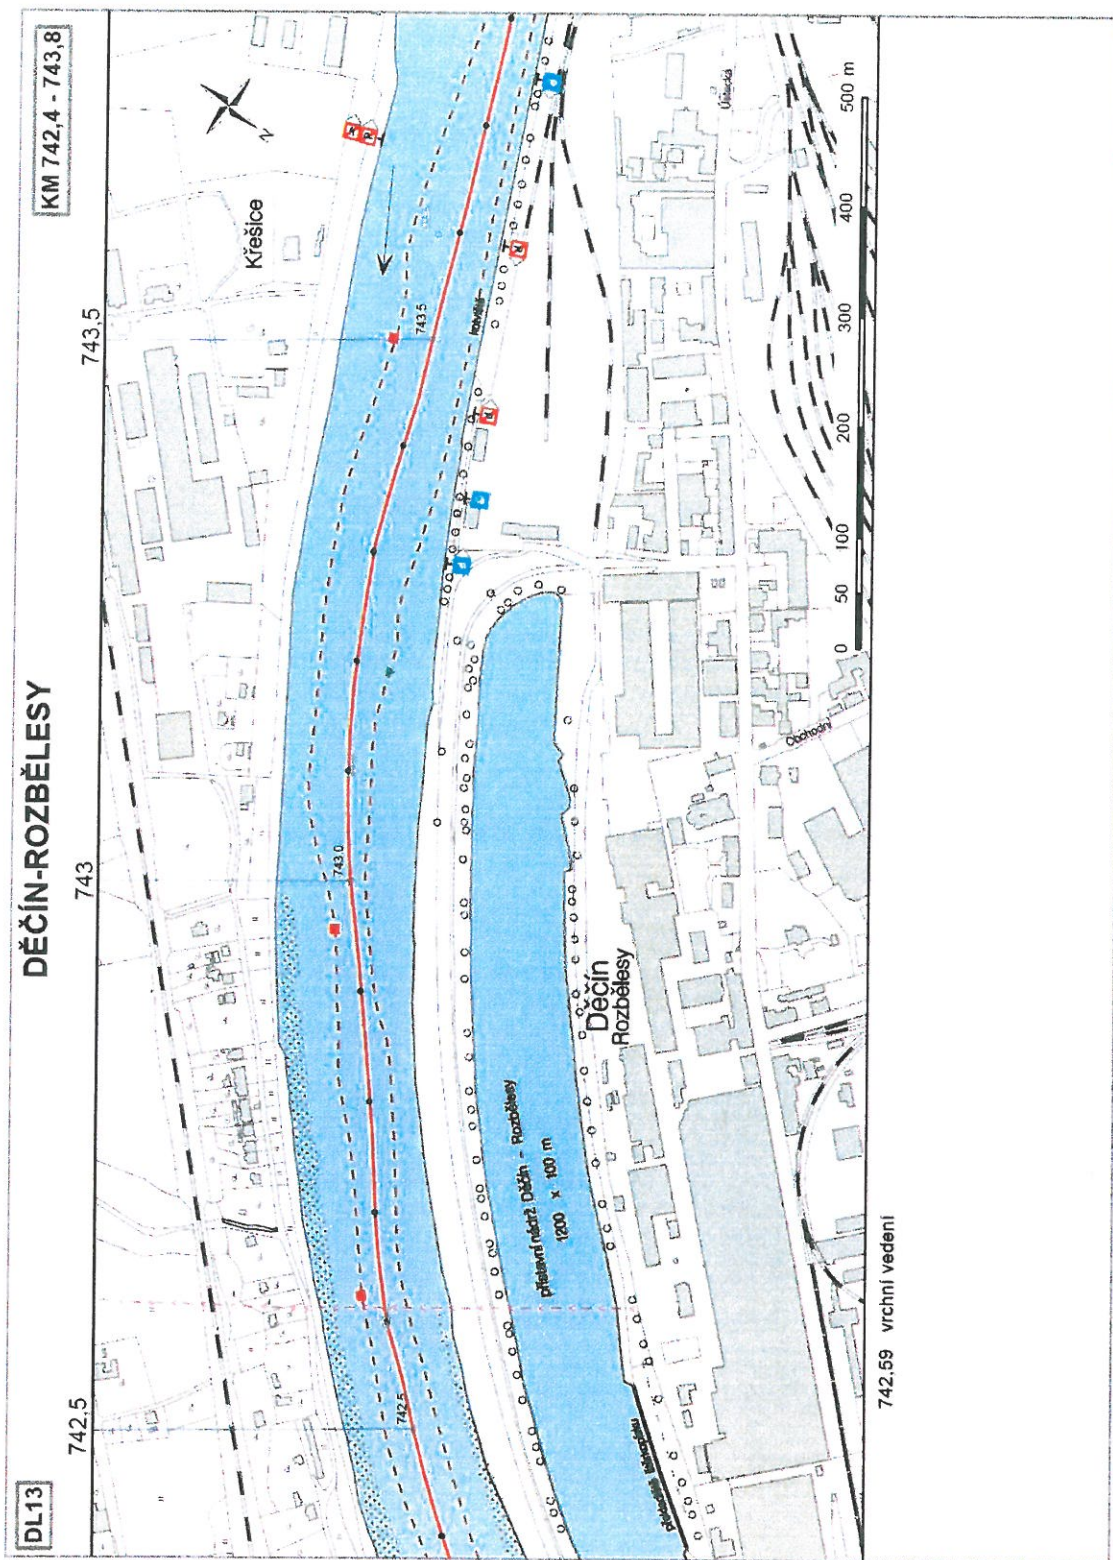 DL13
DĚČÍN-ROZBĚLESY
KM 742,4 - 743,8
742,5
743
743,5
Křešice
N
742.5
743.0
743.5
kotviště
přístavní nádrž Děčín - Rozbělesy
1200 x 100 m
Děčín
Rozbělesy
Obchodní
Ústecká
0 50 100 200 300 400 500 m
742.59 vrchní vedení